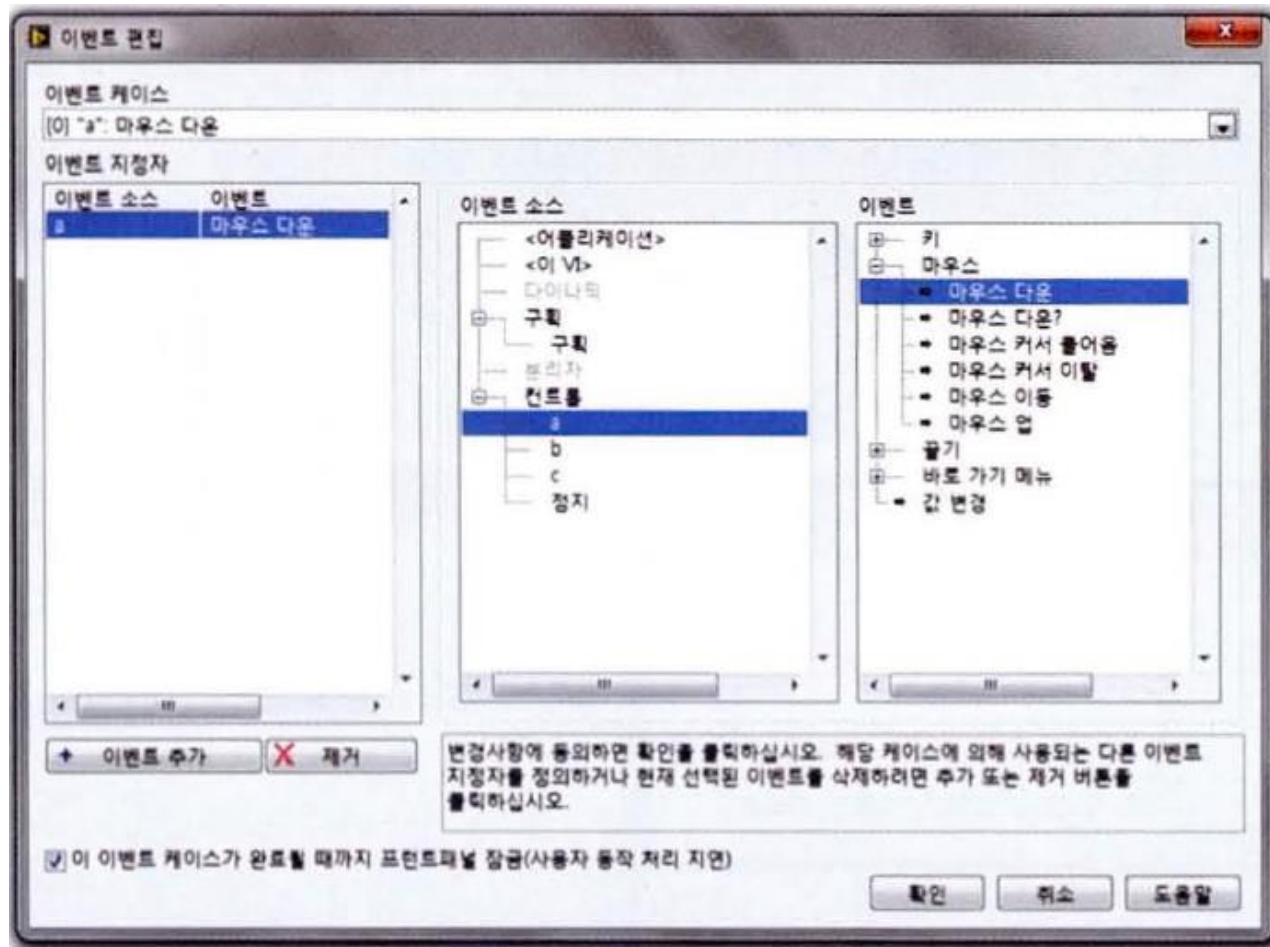 이벤트 편집
이벤트 케이스
[0] "a": 마우스 다운
이벤트 지정자
이벤트 소스 이벤트
a 마우스 다운
이벤트 소스
<어플리케이션>
<이 VI>
다이나믹
구획
구획
분리자
컨트롤
a
b
c
정지
이벤트
키
마우스
마우스 다운
마우스 다운?
마우스 커서 들어옴
마우스 커서 이탈
마우스 이동
마우스 업
끌기
바로 가기 메뉴
값 변경
이벤트 추가
제거
변경사항에 동의하면 확인을 클릭하십시오. 해당 케이스에 의해 사용되는 다른 이벤트
지정자를 정의하거나 현재 선택된 이벤트를 삭제하려면 추가 또는 제거 버튼을
클릭하십시오.
이 이벤트 케이스가 완료될 때까지 프런트패널 잠금(사용자 동작 처리 지연)
확인
취소
도움말